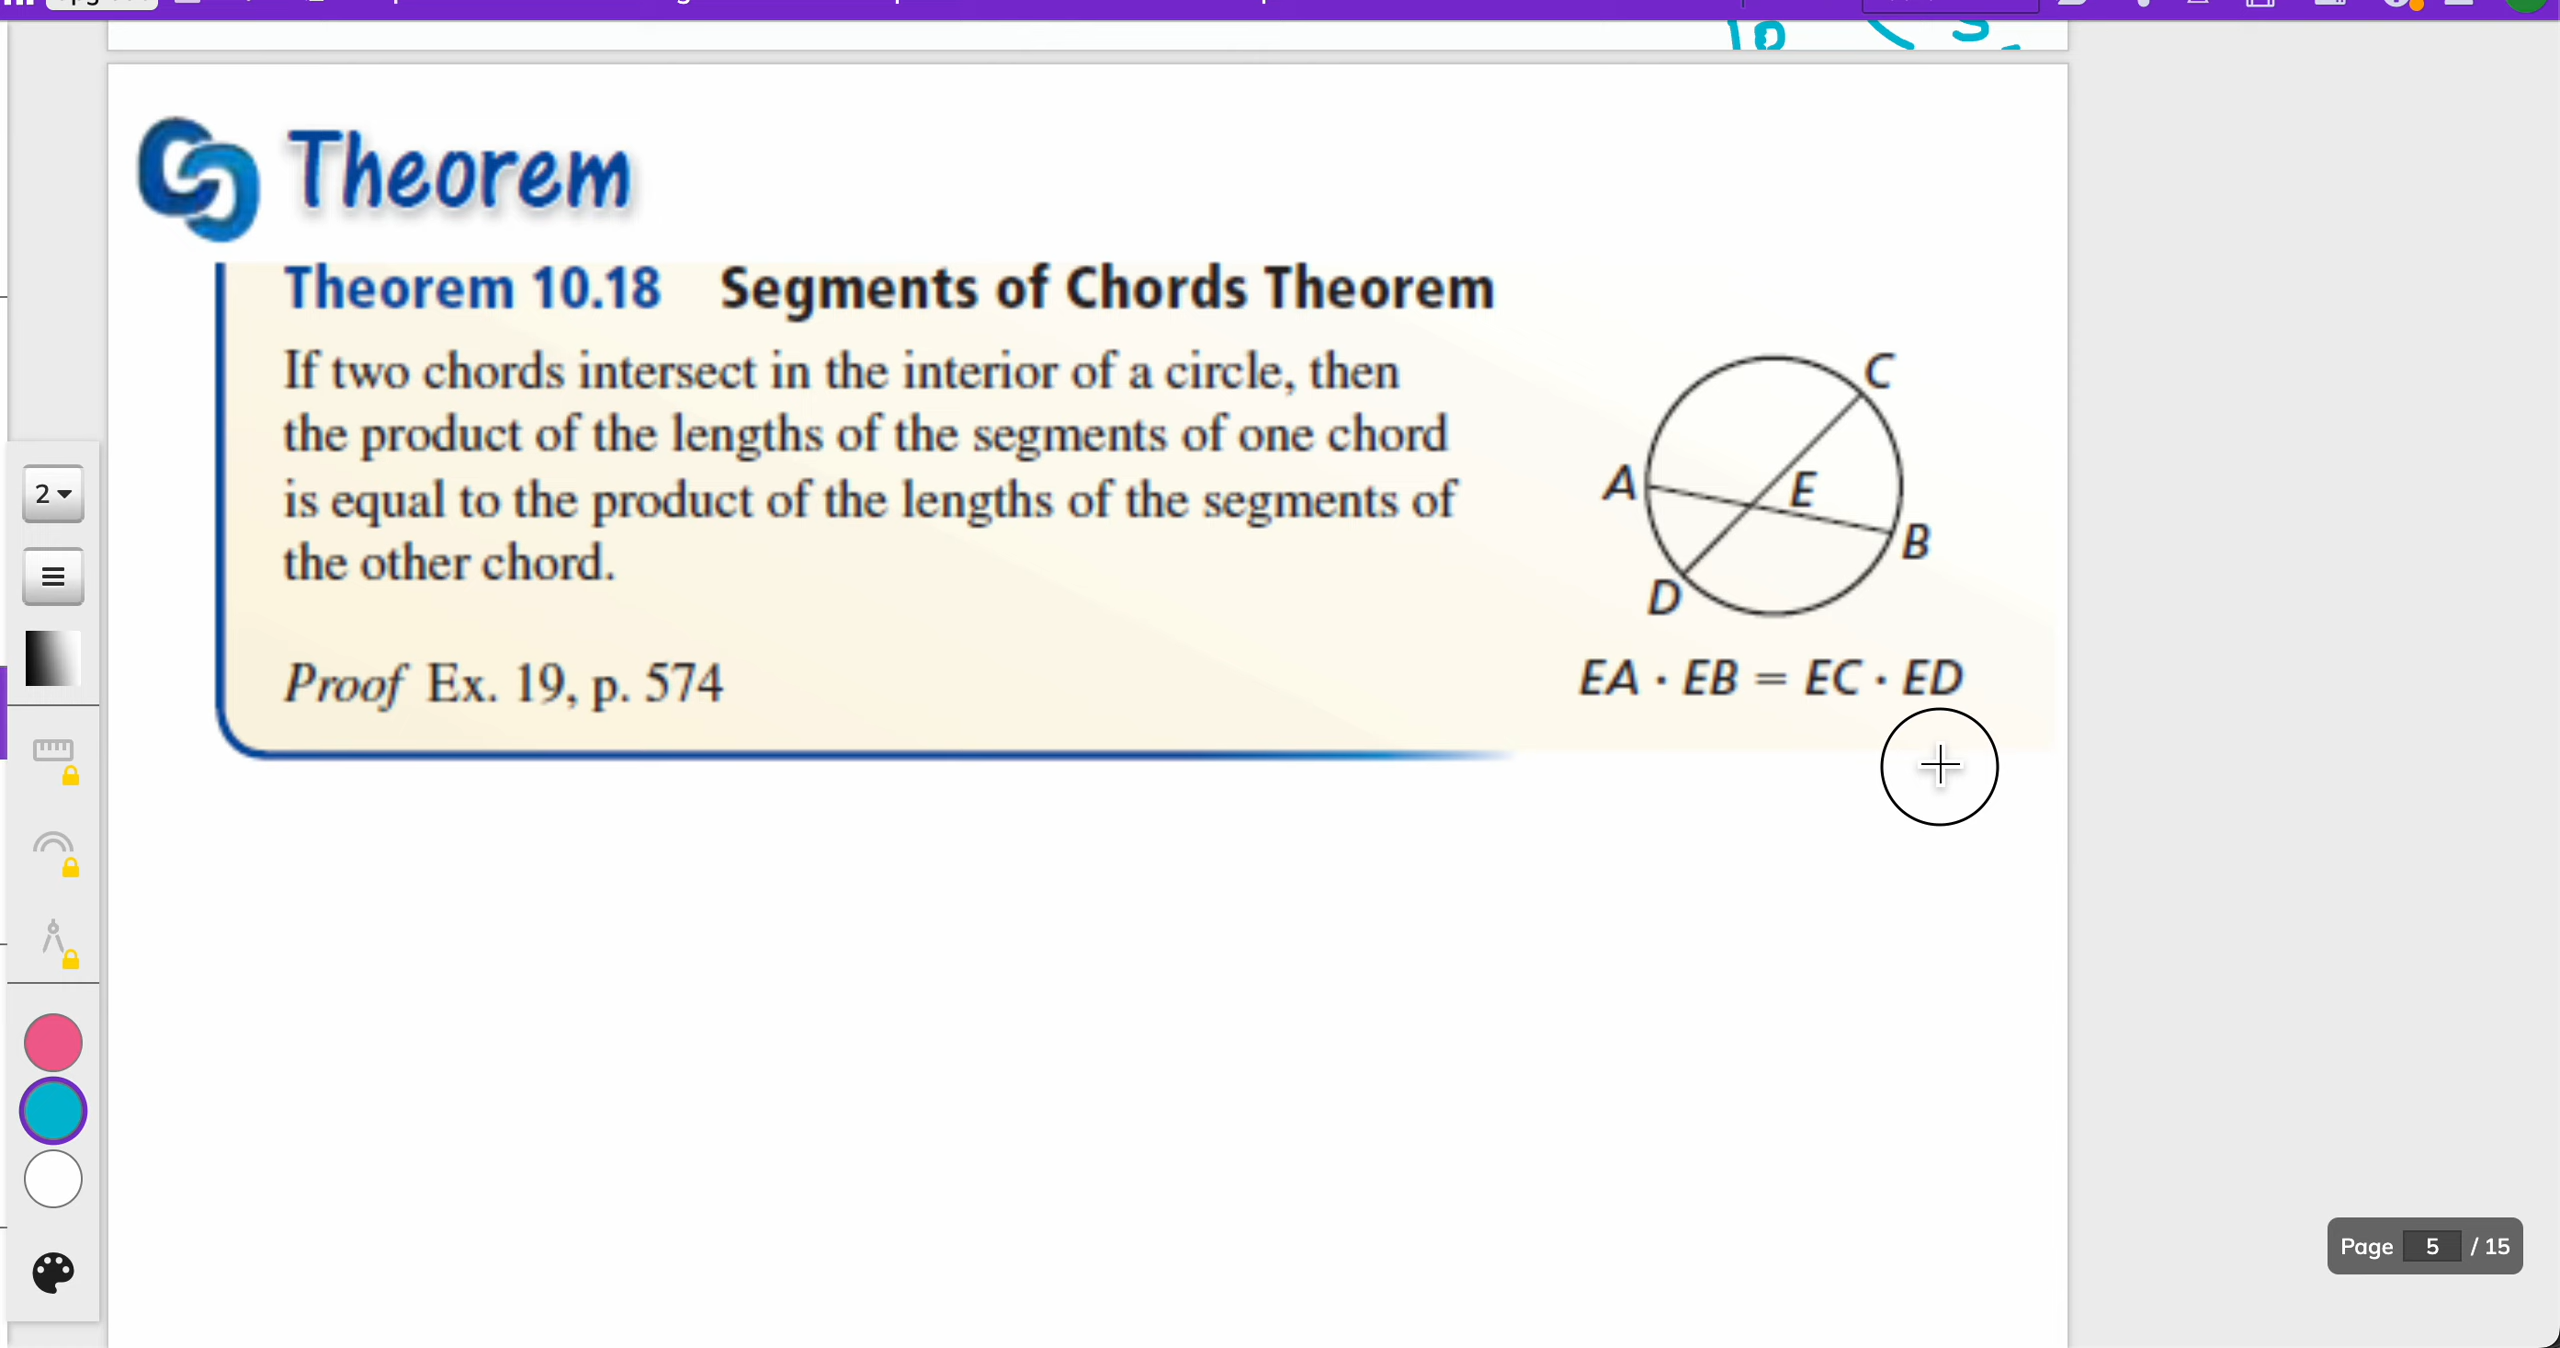 Theorem
Theorem 10.18 Segments of Chords Theorem
If two chords intersect in the interior of a circle, then
the product of the lengths of the segments of one chord
is equal to the product of the lengths of the segments of
the other chord.
Proof Ex. 19, p. 574
C
A
E
B
D
EA · EB = EC · ED
2
Page 5 / 15